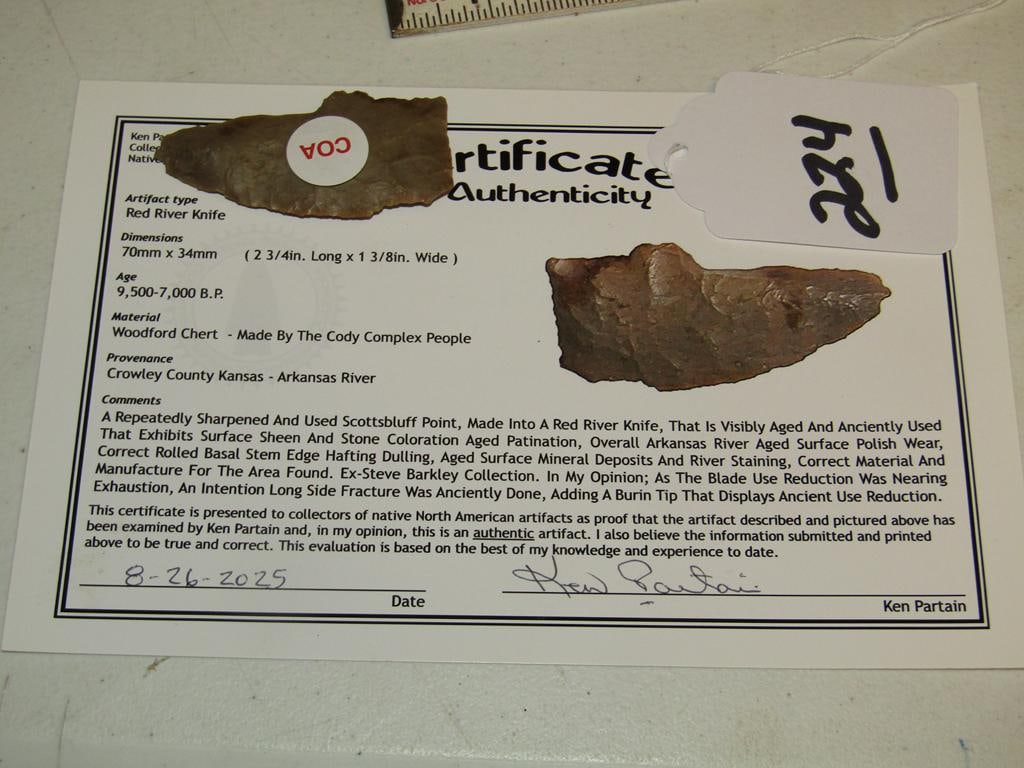 Ken Pa
Colle
Native
COA
rtificate
Authenticity
284
Artifact type
Red River Knife
Dimensions
70mm x 34mm ( 2 3/4in. Long x 1 3/8in. Wide )
Age
9,500-7,000 B.P.
Material
Woodford Chert - Made By The Cody Complex People
Provenance
Crowley County Kansas - Arkansas River
Comments
A Repeatedly Sharpened And Used Scottsbluff Point, Made Into A Red River Knife, That Is Visibly Aged And Anciently Used
That Exhibits Surface Sheen And Stone Coloration Aged Patination, Overall Arkansas River Aged Surface Polish Wear,
Correct Rolled Basal Stem Edge Hafting Dulling, Aged Surface Mineral Deposits And River Staining, Correct Material And
Manufacture For The Area Found. Ex-Steve Barkley Collection. In My Opinion; As The Blade Use Reduction Was Nearing
Exhaustion, An Intention Long Side Fracture Was Anciently Done, Adding A Burin Tip That Displays Ancient Use Reduction.
This certificate is presented to collectors of native North American artifacts as proof that the artifact described and pictured above has
been examined by Ken Partain and, in my opinion, this is an authentic artifact. I also believe the information submitted and printed
above to be true and correct. This evaluation is based on the best of my knowledge and experience to date.
8-26-2025 Ken Partain
Date Ken Partain